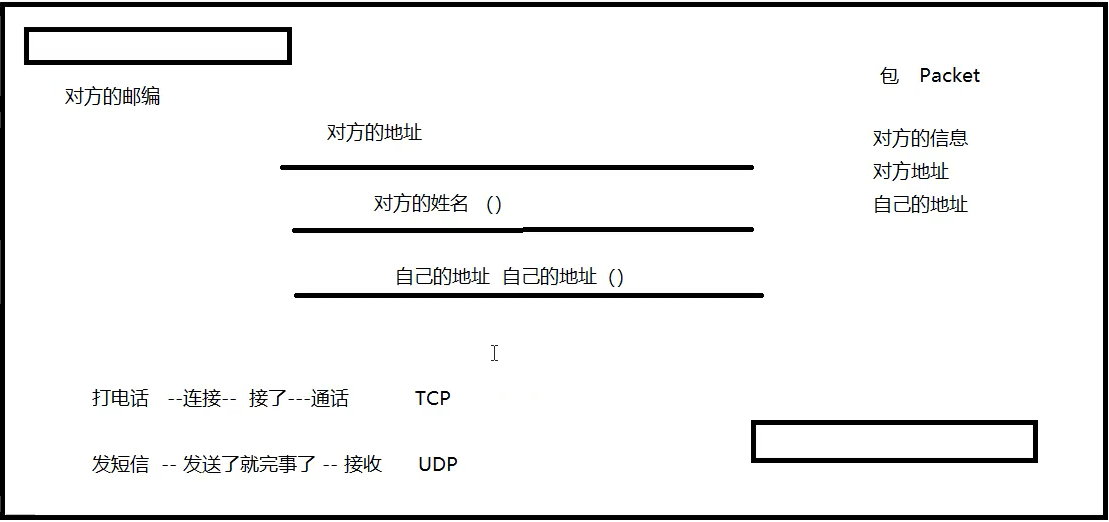 对方的邮编
对方的地址
对方的姓名 ()
自己的地址 自己的地址 ()
包 Packet
对方的信息
对方地址
自己的地址
打电话 --连接-- 接了---通话 TCP
发短信 -- 发送了就完事了 -- 接收 UDP